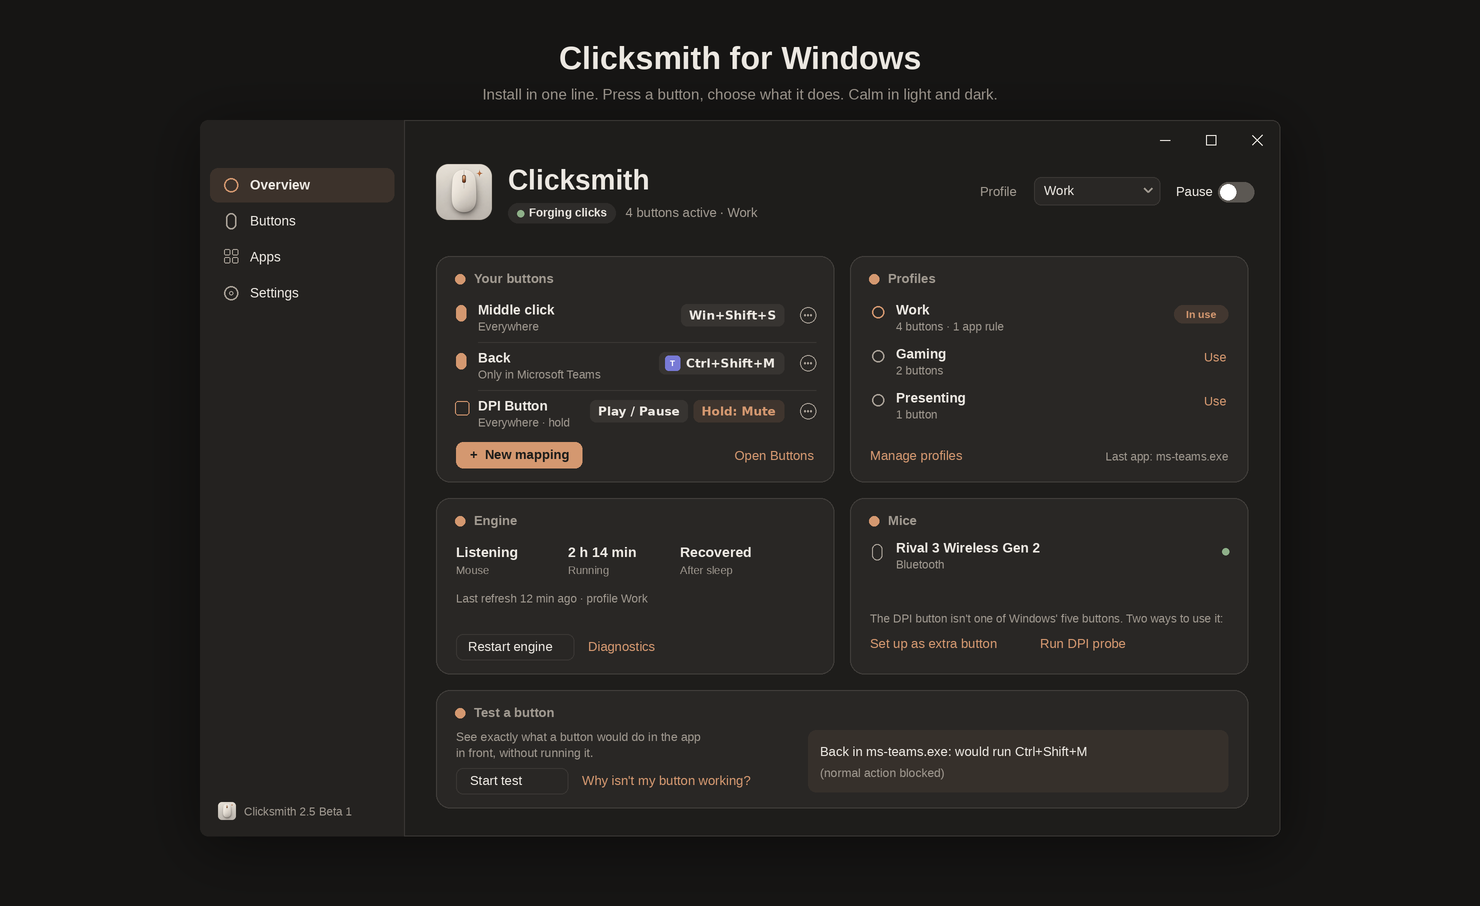 Clicksmith for Windows
Install in one line. Press a button, choose what it does. Calm in light and dark.
Overview
Buttons
Apps
Settings
Clicksmith 2.5 Beta 1
Clicksmith
Forging clicks
4 buttons active · Work
Profile
Work
Pause
Your buttons
Middle click
Everywhere
Win+Shift+S
Back
Only in Microsoft Teams
T
Ctrl+Shift+M
DPI Button
Everywhere · hold
Play / Pause
Hold: Mute
+ New mapping
Open Buttons
Profiles
Work
4 buttons · 1 app rule
In use
Gaming
2 buttons
Use
Presenting
1 button
Use
Manage profiles
Last app: ms-teams.exe
Engine
Listening
Mouse
2 h 14 min
Running
Recovered
After sleep
Last refresh 12 min ago · profile Work
Restart engine
Diagnostics
Mice
Rival 3 Wireless Gen 2
Bluetooth
The DPI button isn't one of Windows' five buttons. Two ways to use it:
Set up as extra button
Run DPI probe
Test a button
See exactly what a button would do in the app
in front, without running it.
Start test
Why isn't my button working?
Back in ms-teams.exe: would run Ctrl+Shift+M
(normal action blocked)